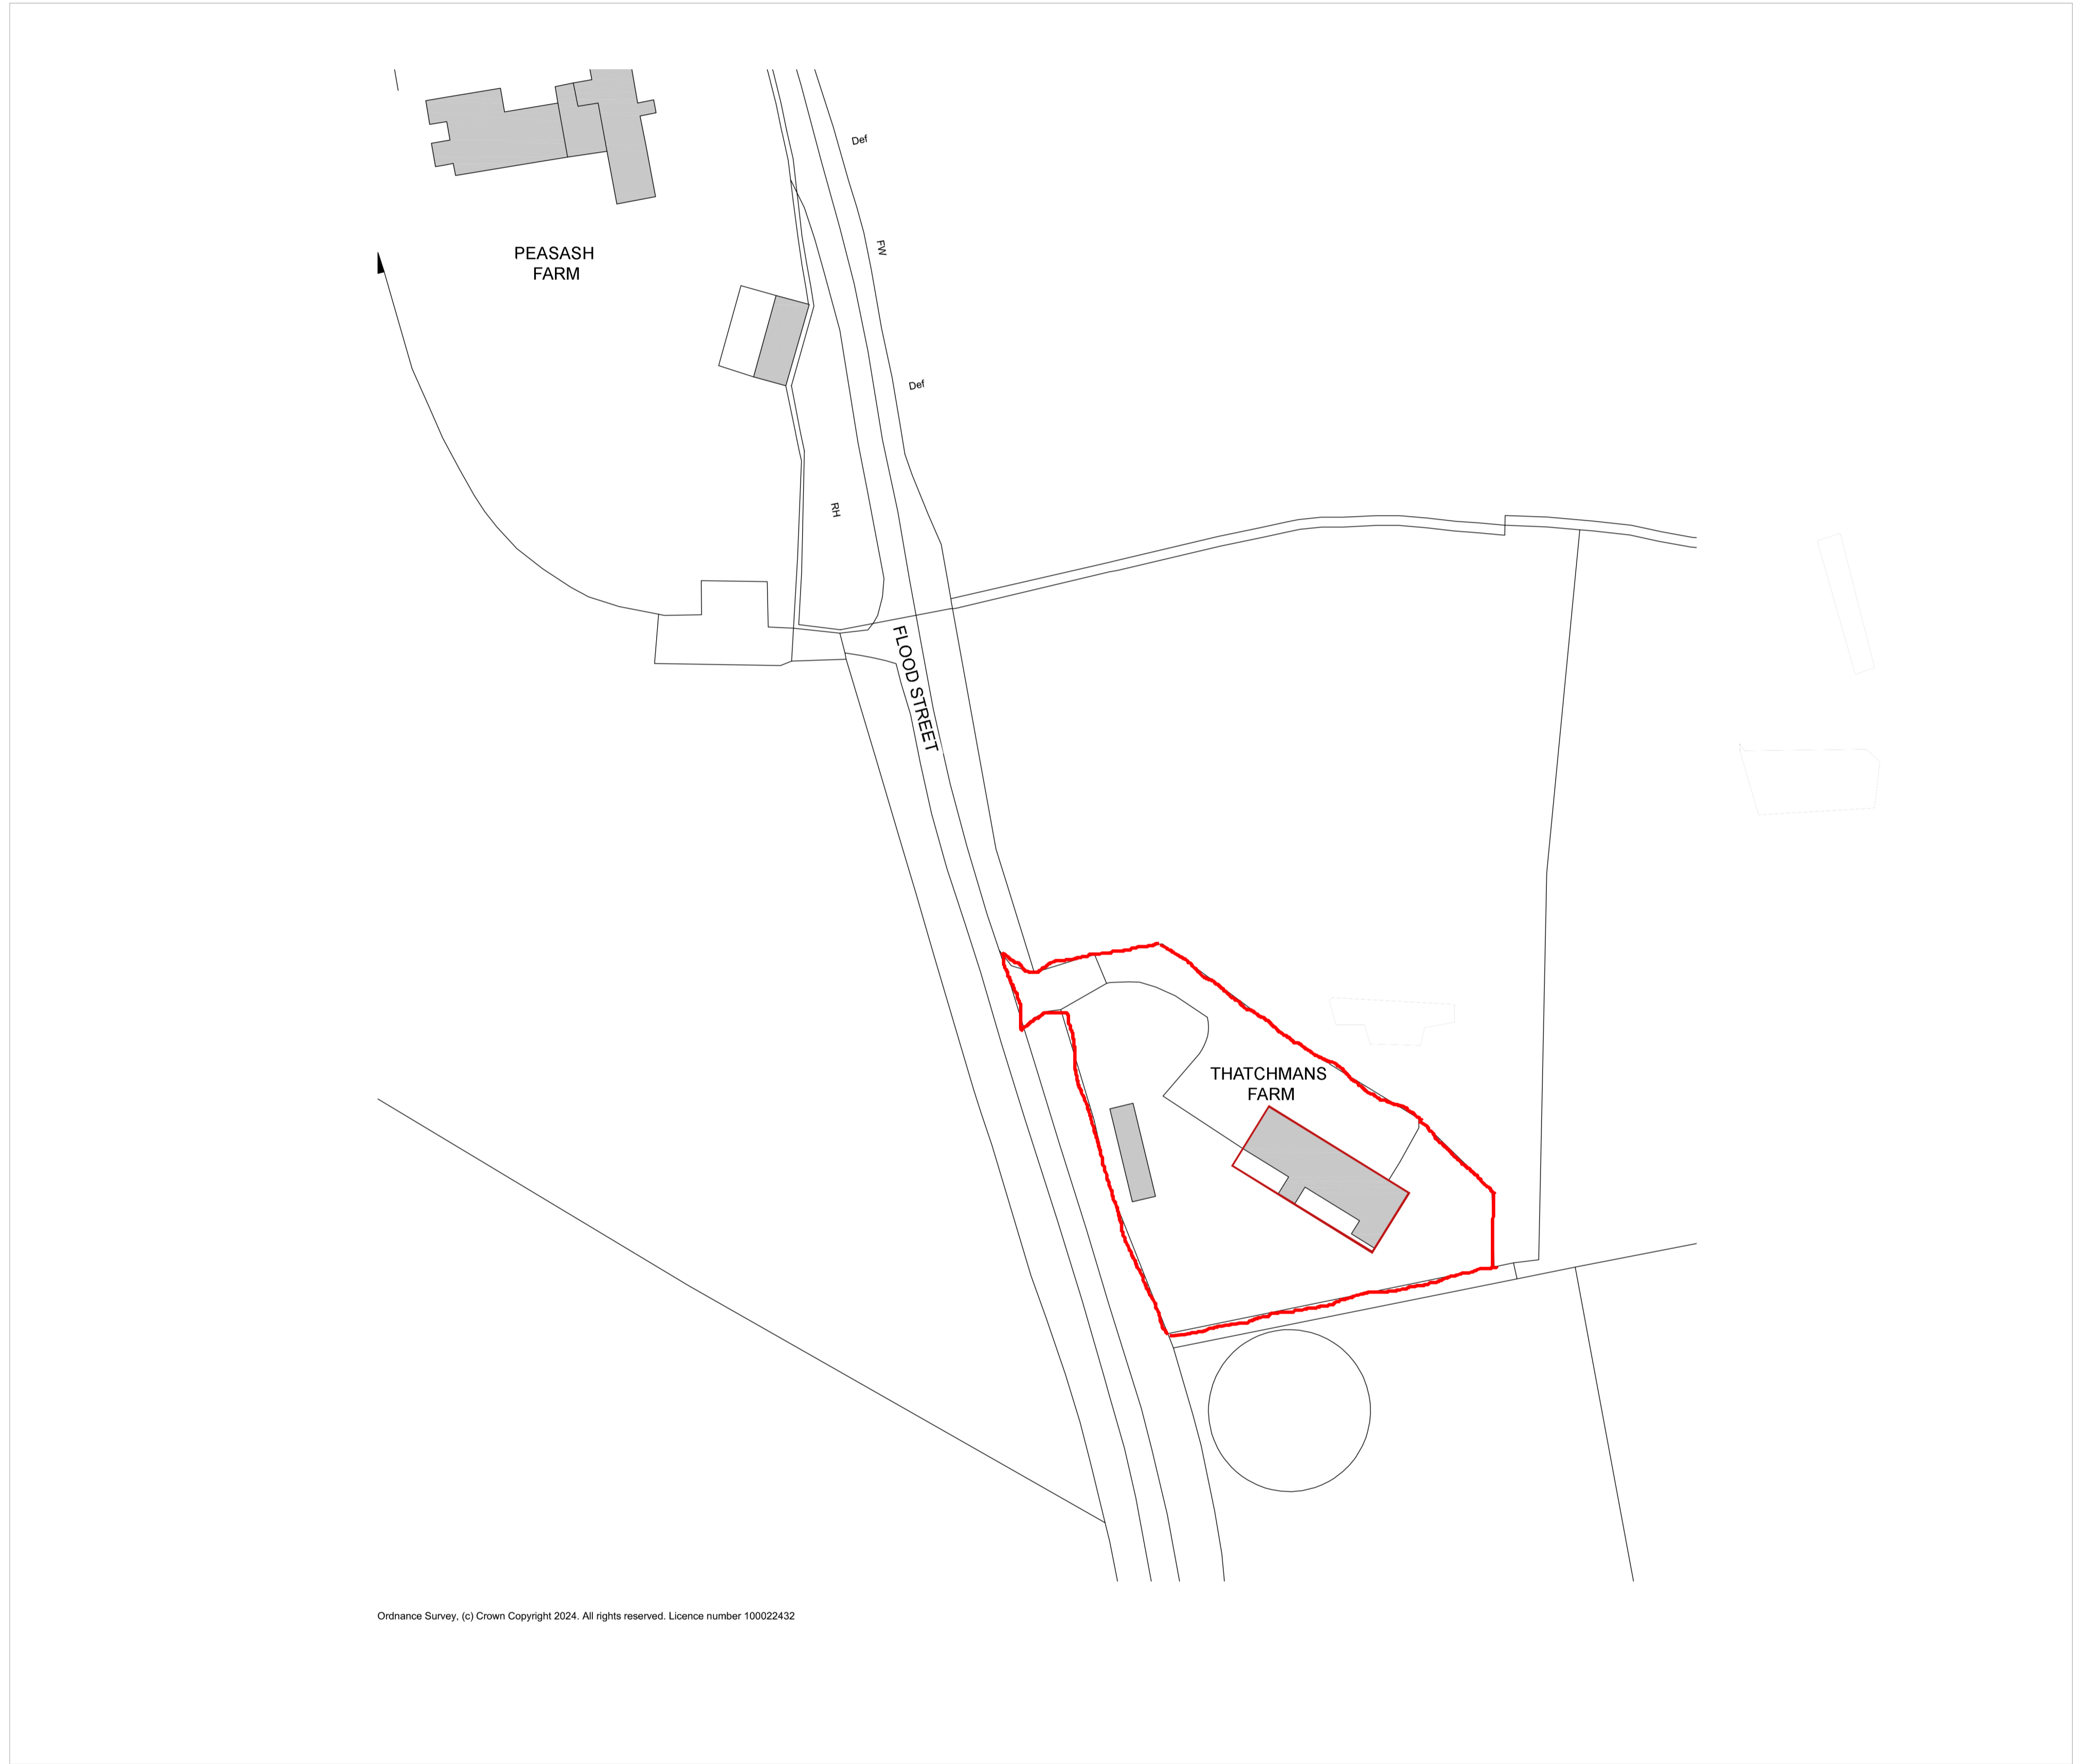 Def
PEASASH
FARM
FW
Def
RH
FLOOD STREET
THATCHMANS
FARM
Ordnance Survey, (c) Crown Copyright 2024. All rights reserved. Licence number 100022432